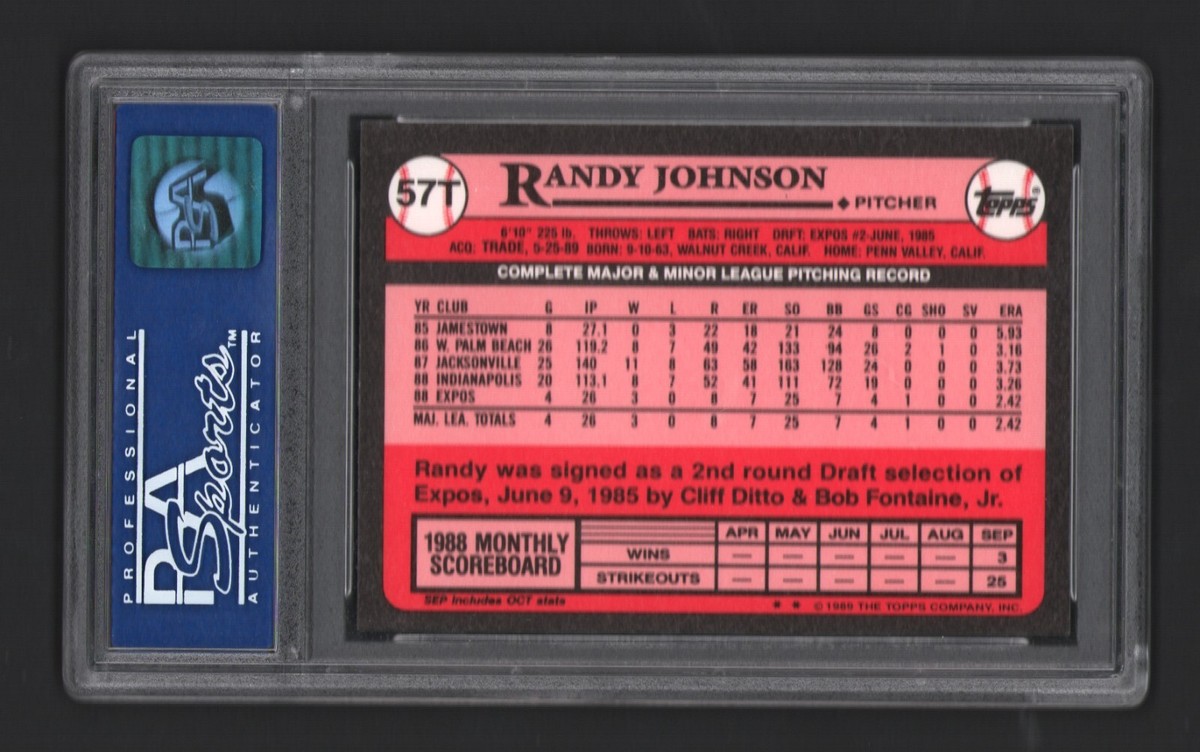 PSA
PROFESSIONAL
PSA Sports™
AUTHENTICATOR
57T
RANDY JOHNSON
◆ PITCHER
Topps®
6'10" 225 lb. THROWS: LEFT BATS: RIGHT DRFT: EXPOS #2-JUNE, 1985
ACQ: TRADE, 5-25-89 BORN: 9-10-63, WALNUT CREEK, CALIF. HOME: PENN VALLEY, CALIF.
COMPLETE MAJOR & MINOR LEAGUE PITCHING RECORD
YR CLUB G IP W L R ER SO BB GS CG SHO SV ERA
85 JAMESTOWN 8 27.1 0 3 22 18 21 24 8 0 0 0 5.93
86 W. PALM BEACH 26 119.2 8 7 49 42 133 94 26 2 1 0 3.16
87 JACKSONVILLE 25 140 11 8 63 58 163 128 24 0 0 0 3.73
88 INDIANAPOLIS 20 113.1 8 7 52 41 111 72 19 0 0 0 3.26
88 EXPOS 4 26 3 0 8 7 25 7 4 1 0 0 2.42
MAJ. LEA. TOTALS 4 26 3 0 8 7 25 7 4 1 0 0 2.42
Randy was signed as a 2nd round Draft selection of
Expos, June 9, 1985 by Cliff Ditto & Bob Fontaine, Jr.
1988 MONTHLY
SCOREBOARD
APR MAY JUN JUL AUG SEP
WINS — — — — — 3
STRIKEOUTS — — — — — 25
SEP includes OCT stats
* * © 1989 THE TOPPS COMPANY, INC.